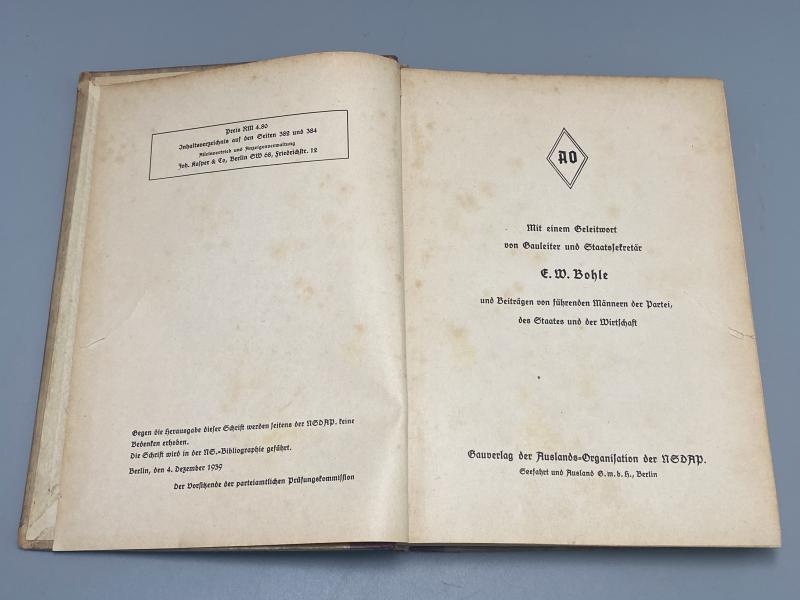 Preis RM 4.80
Inhaltsverzeichnis auf den Seiten 382 und 384
Alleinvertrieb und Anzeigenverwaltung
Joh. Kasper & Co, Berlin SW 68, Friedrichstr. 12
Gegen die Herausgabe dieser Schrift werden seitens der NSDAP. keine
Bedenken erhoben.
Die Schrift wird in der NS.-Bibliographie geführt.
Berlin, den 4. Dezember 1939
Der Vorsitzende der parteiamtlichen Prüfungskommission
AO
Mit einem Geleitwort
von Gauleiter und Staatssekretär
E. W. Bohle
und Beiträgen von führenden Männern der Partei,
des Staates und der Wirtschaft
Gauverlag der Auslands-Organisation der NSDAP.
Seefahrt und Ausland G. m. b. H., Berlin